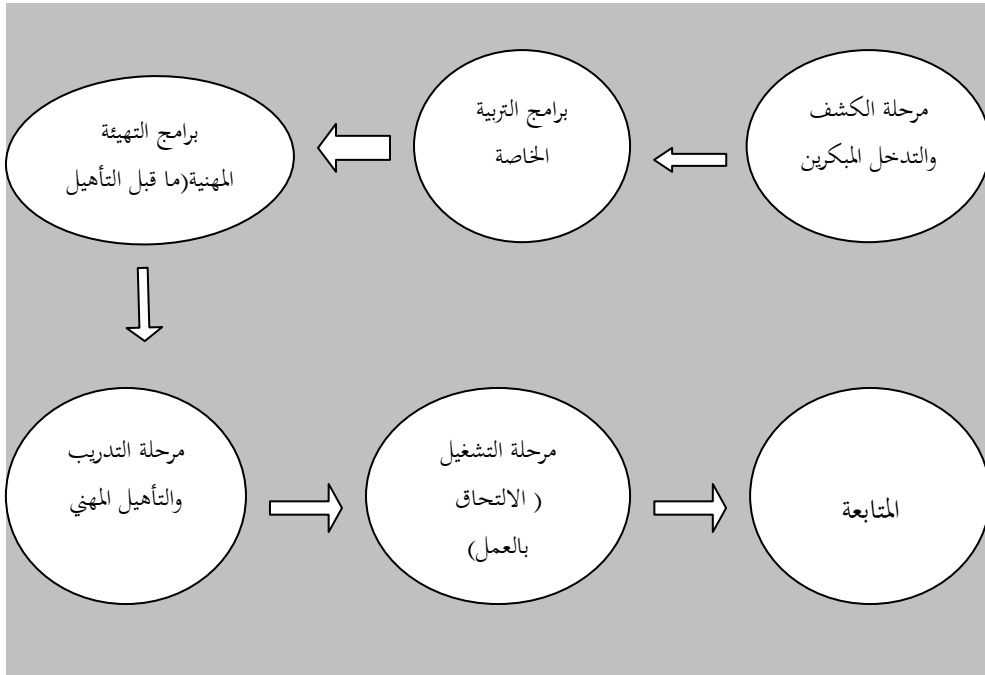 مرحلة الكشف
والتدخل المبكرين
برامج التربية
الخاصة
برامج التهيئة
المهنية(ما قبل التأهيل
مرحلة التدريب
والتأهيل المهني
مرحلة التشغيل
( الالتحاق
بالعمل)
المتابعة